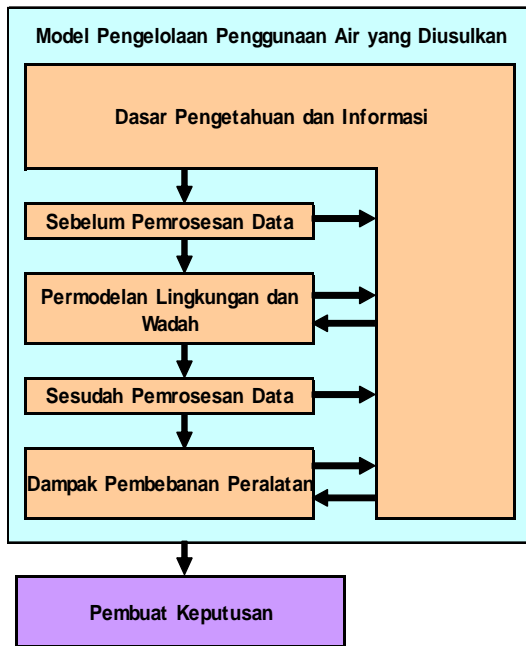 Model Pengelolaan Penggunaan Air yang Diusulkan
Dasar Pengetahuan dan Informasi
Sebelum Pemrosesan Data
Permodelan Lingkungan dan
Wadah
Sesudah Pemrosesan Data
Dampak Pembebanan Peralatan
Pembuat Keputusan